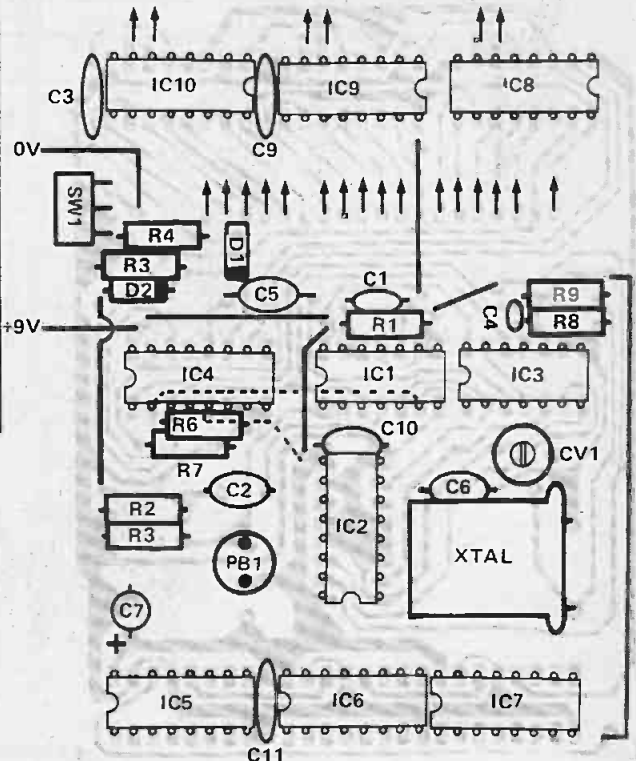 C3
IC10
IC9
IC8
C9
0V
SW1
R4
R3
D1
D2
C5
C1
R9
C4
R8
+9V
R1
IC4
IC1
IC3
R6
C10
R7
CV1
C2
C6
R2
IC2
R3
PB1
XTAL
C7
+
IC5
IC6
IC7
C11